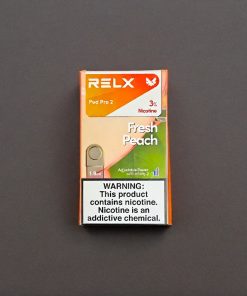 RELX
Pod Pro 2
3%
Nicotine
Fresh
Peach
WARNING:
This product
contains nicotine.
Nicotine is an
addictive chemical.